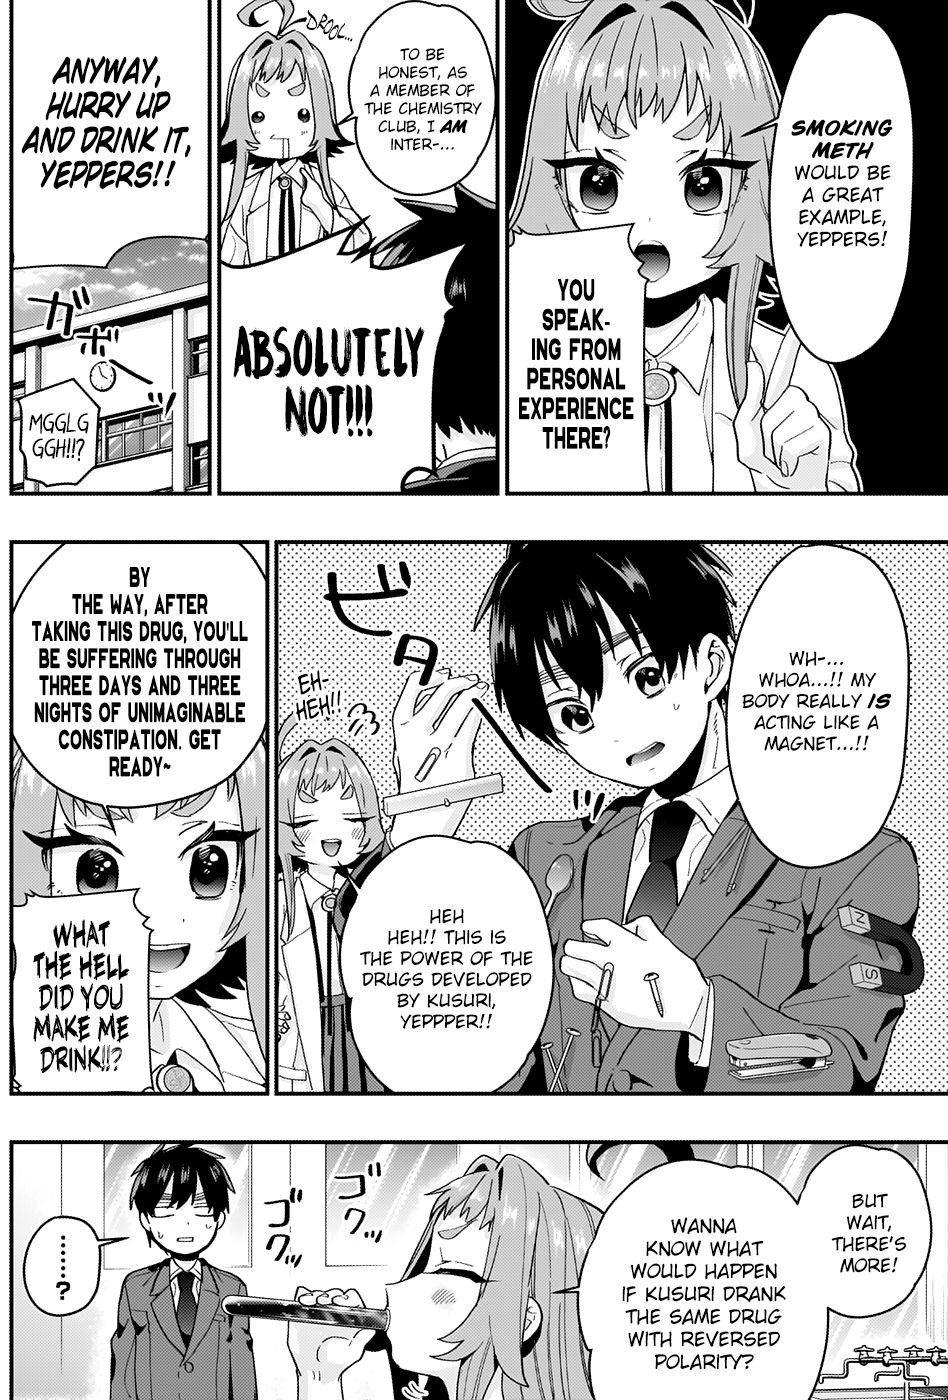 SMOKING
METH
WOULD BE
A GREAT
EXAMPLE,
YEPPERS!
YOU
SPEAK-
ING FROM
PERSONAL
EXPERIENCE
THERE?
TO BE
HONEST, AS
A MEMBER OF
THE CHEMISTRY
CLUB, I AM
INTER-...
DROOL...
ABSOLUTELY
NOT!!!
ANYWAY,
HURRY UP
AND DRINK IT,
YEPPERS!!
ガボッ
MGGLG
GGH!!?
WH-...
WHOA...!! MY
BODY REALLY IS
ACTING LIKE A
MAGNET...!!
ビタッ
N
S
EH-
HEH!!
HEH
HEH!! THIS IS
THE POWER OF THE
DRUGS DEVELOPED
BY KUSURI,
YEPPPER!!
BY
THE WAY, AFTER
TAKING THIS DRUG, YOU'LL
BE SUFFERING THROUGH
THREE DAYS AND THREE
NIGHTS OF UNIMAGINABLE
CONSTIPATION. GET
READY~
WHAT
THE HELL
DID YOU
MAKE ME
DRINK!!?
BUT
WAIT,
THERE'S
MORE!
WANNA
KNOW WHAT
WOULD HAPPEN
IF KUSURI DRANK
THE SAME DRUG
WITH REVERSED
POLARITY?
ゴク
ゴク
......?